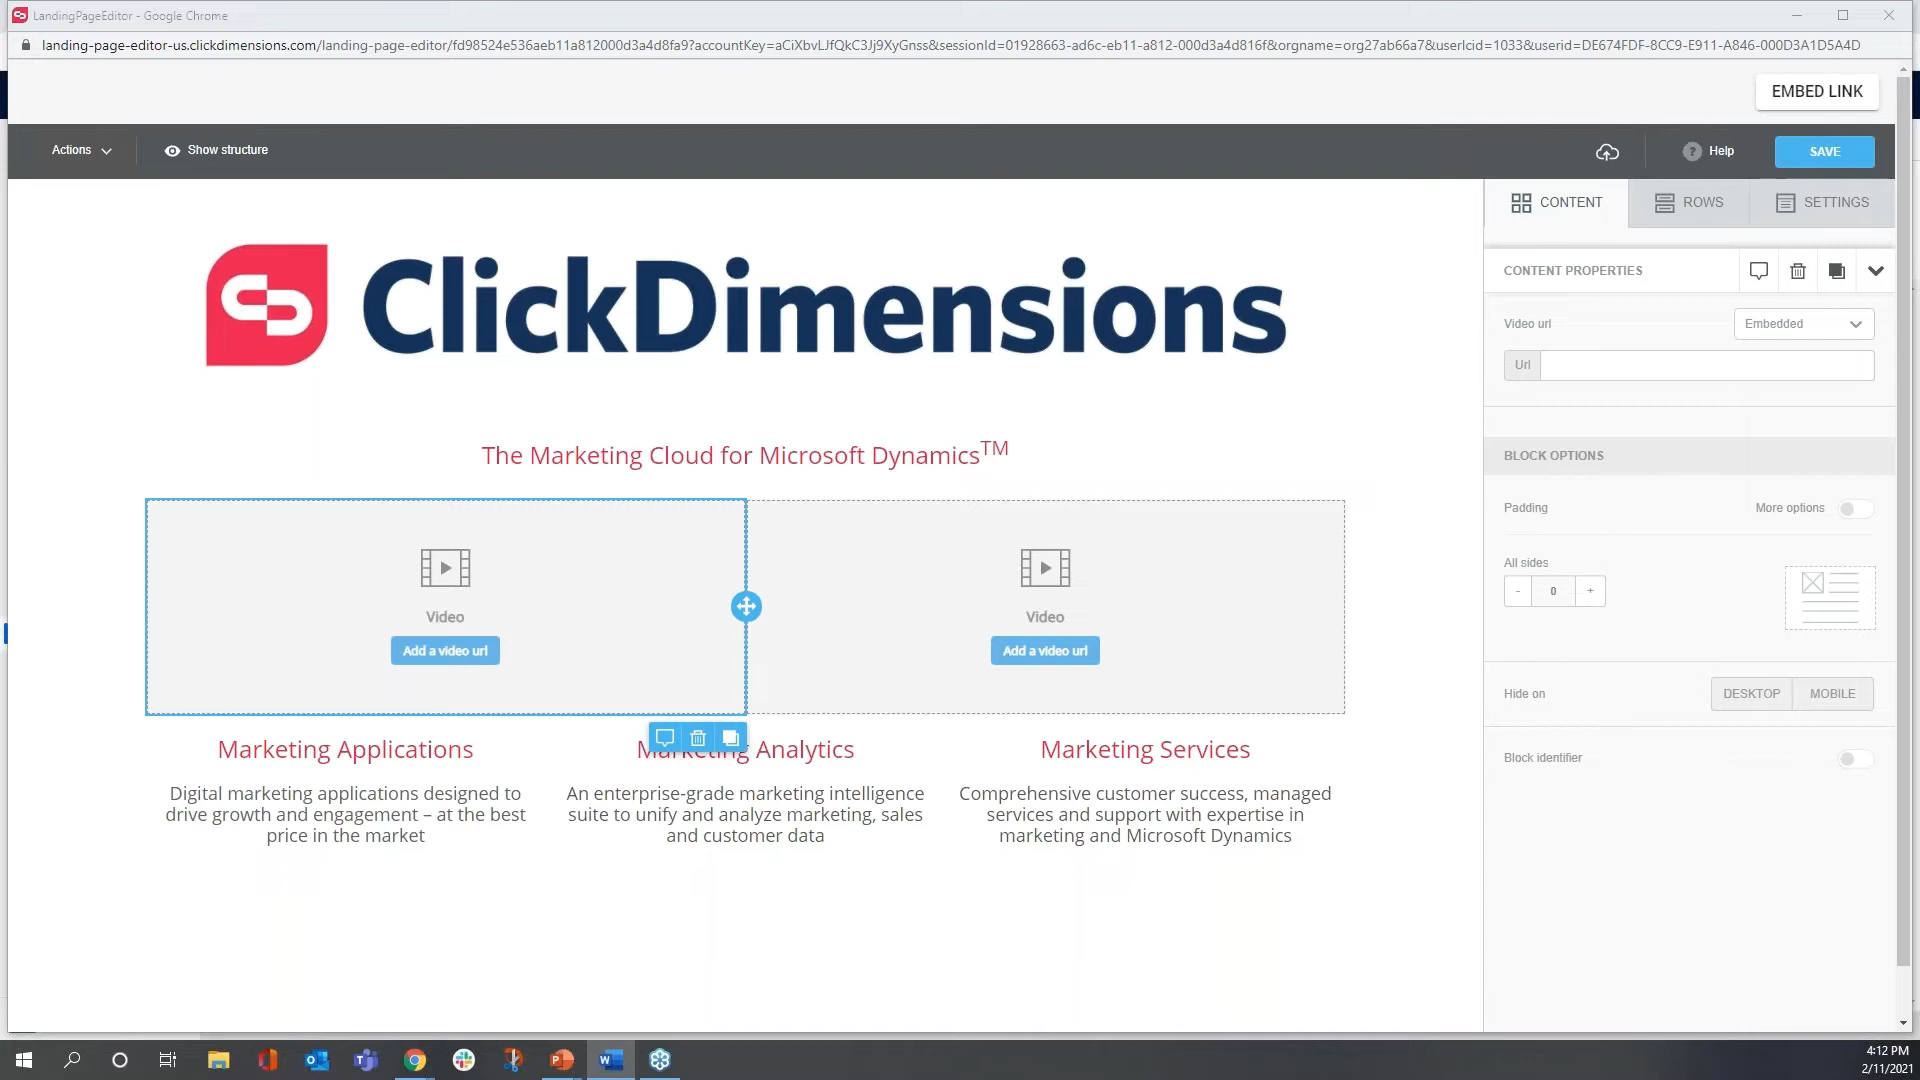 LandingPageEditor - Google Chrome
landing-page-editor-us.clickdimensions.com/landing-page-editor/fd98524e536aeb11a812000d3a4d8fa9?accountKey=aCiXbvLJfQkC3Jj9XyGnss&sessionId=01928663-ad6c-eb11-a812-000d3a4d816f&orgname=org27ab66a7&userlcid=1033&userid=DE674FDF-8CC9-E911-A846-000D3A1D5A4D
EMBED LINK
Actions
Show structure
? Help
SAVE
CONTENT
ROWS
SETTINGS
ClickDimensions
The Marketing Cloud for Microsoft Dynamics™
Video
Add a video url
Video
Add a video url
Marketing Applications
Digital marketing applications designed to
drive growth and engagement – at the best
price in the market
Marketing Analytics
An enterprise-grade marketing intelligence
suite to unify and analyze marketing, sales
and customer data
Marketing Services
Comprehensive customer success, managed
services and support with expertise in
marketing and Microsoft Dynamics
CONTENT PROPERTIES
Video url
Embedded
Url
BLOCK OPTIONS
Padding
More options
All sides
- 0 +
Hide on
DESKTOP
MOBILE
Block identifier
4:12 PM
2/11/2021